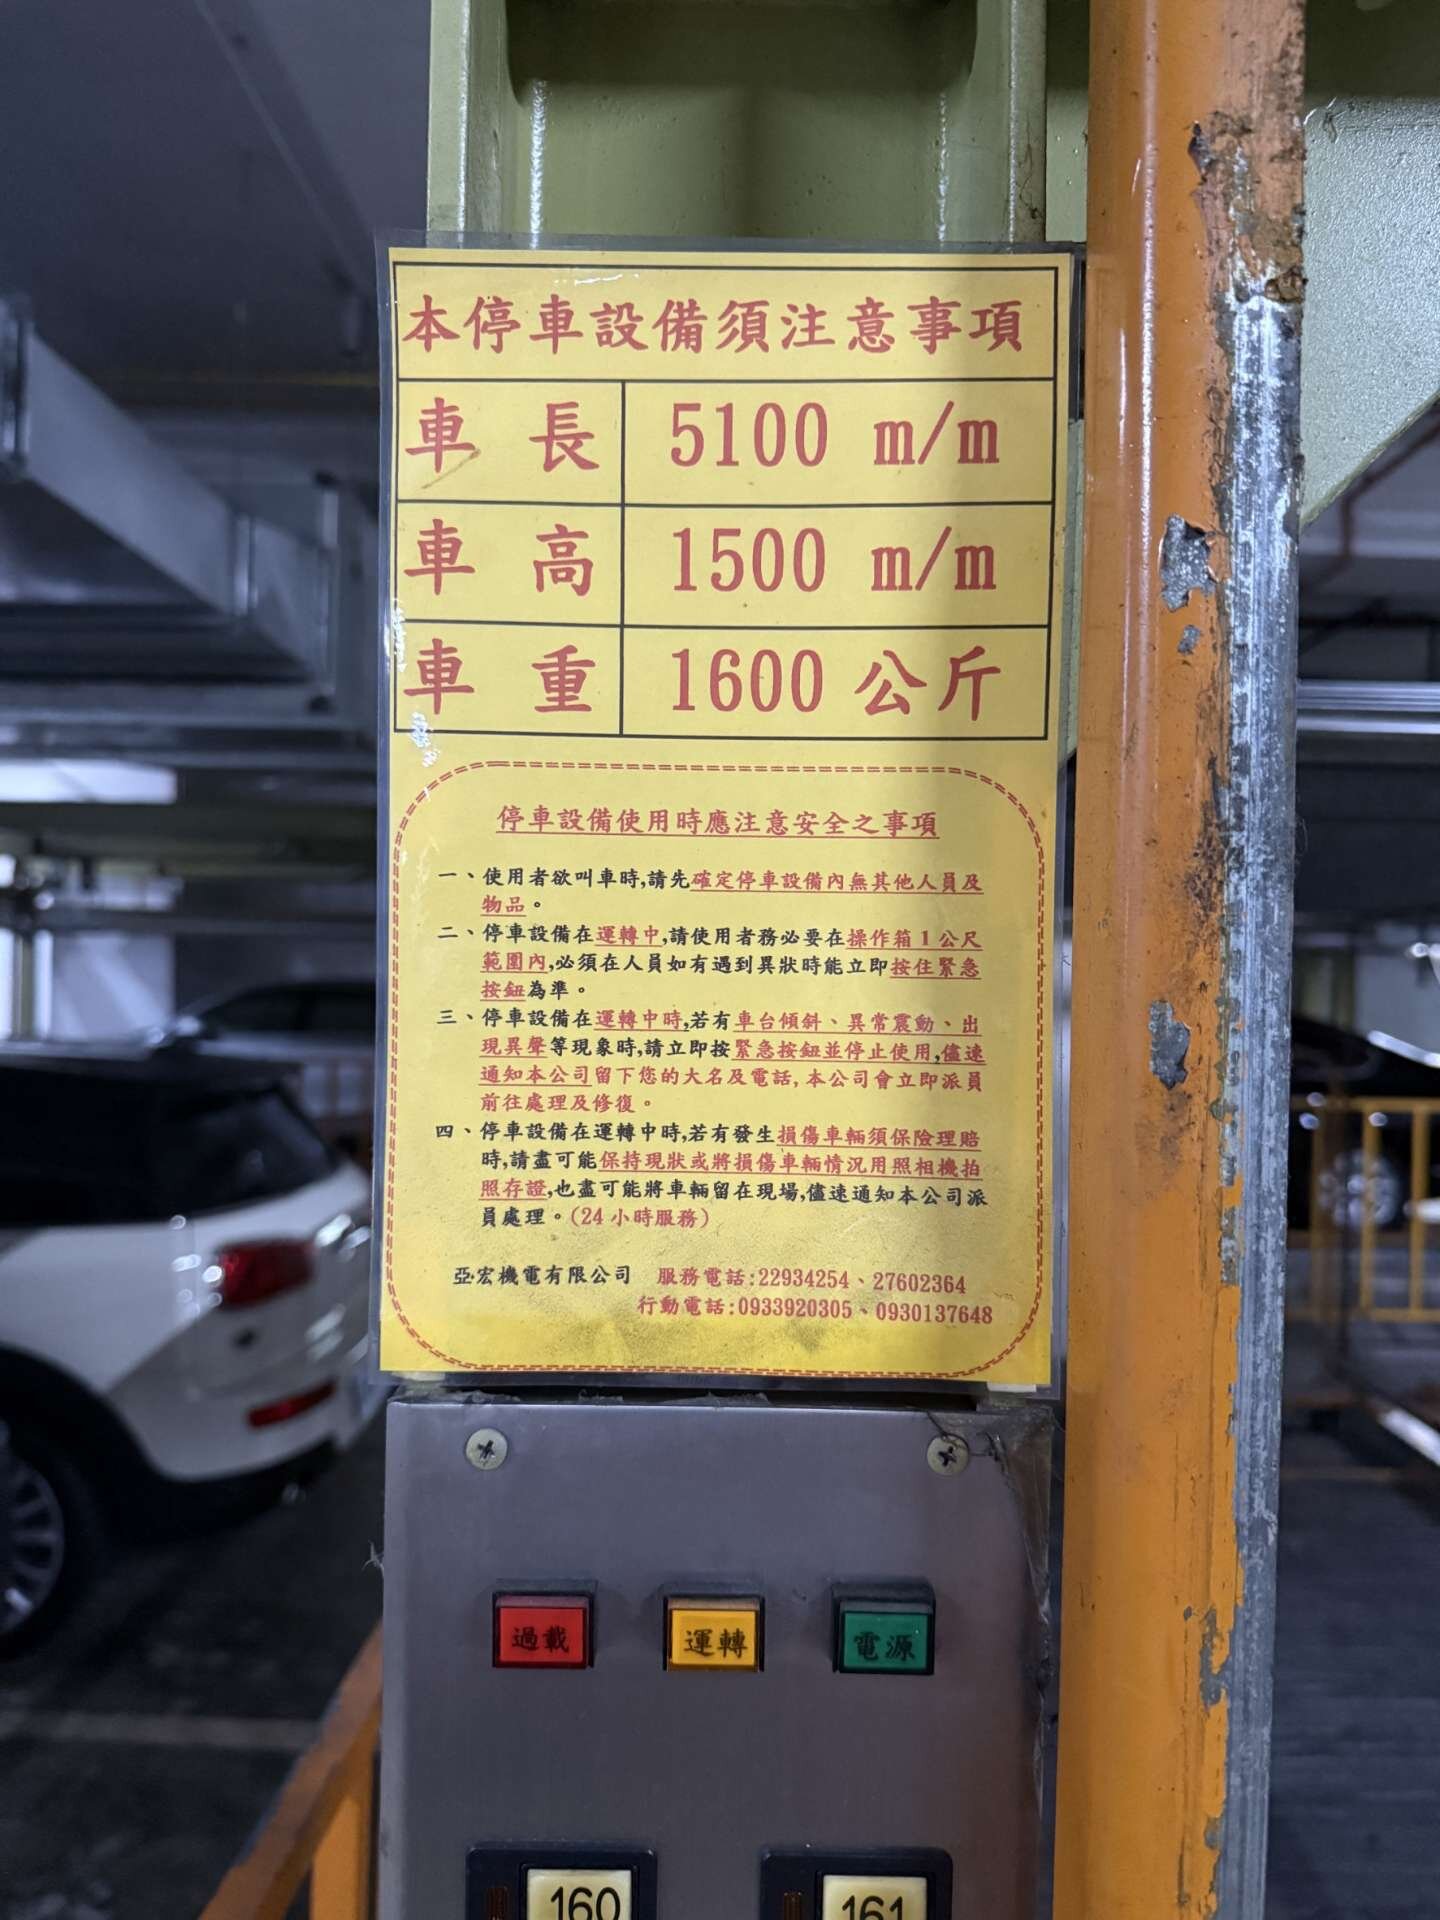 本停車設備須注意事項
車 長 5100 m/m
車 高 1500 m/m
車 重 1600 公斤
停車設備使用時應注意安全之事項
一、使用者欲叫車時,請先確定停車設備內無其他人員及
物品。
二、停車設備在運轉中,請使用者務必要在操作箱1公尺
範圍內,必須在人員如有遇到異狀時能立即按住緊急
按鈕為準。
三、停車設備在運轉中時,若有車台傾斜、異常震動、出
現異聲等現象時,請立即按緊急按鈕並停止使用,儘速
通知本公司留下您的大名及電話,本公司會立即派員
前往處理及修復。
四、停車設備在運轉中時,若有發生損傷車輛須保險理賠
時,請盡可能保持現狀或將損傷車輛情況用照相機拍
照存證,也盡可能將車輛留在現場,儘速通知本公司派
員處理。(24小時服務)
亞宏機電有限公司 服務電話:22934254、27602364
行動電話:0933920305、0930137648
過載 運轉 電源
160 161